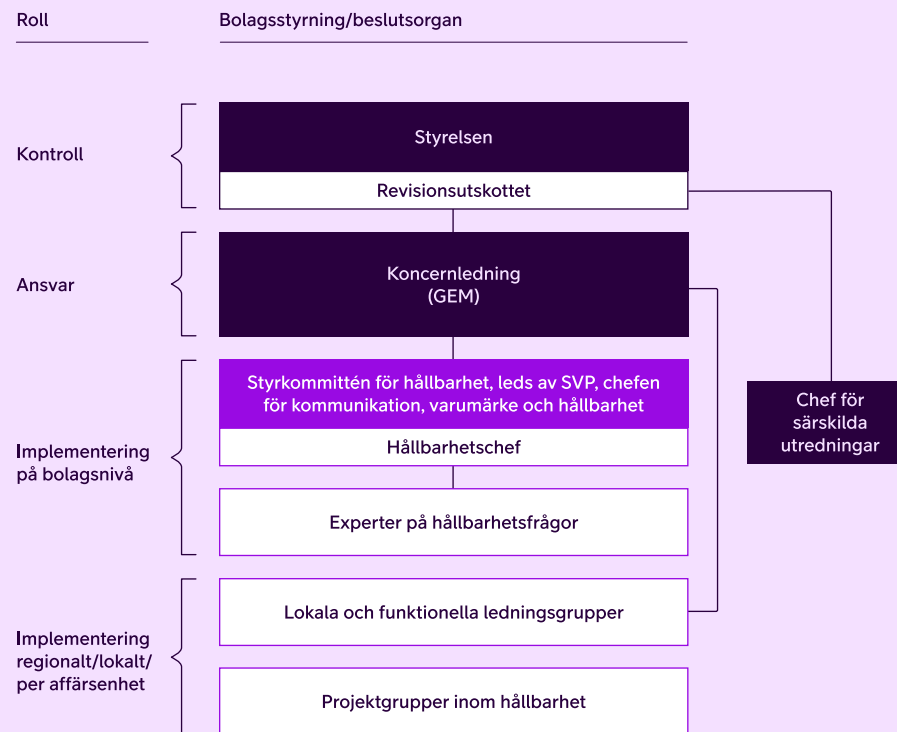 Roll
Bolagsstyrning/beslutsorgan
Kontroll
Styrelsen
Revisionsutskottet
Ansvar
Koncernledning
(GEM)
Implementering
på bolagsnivå
Styrkommittén för hållbarhet, leds av SVP, chefen
för kommunikation, varumärke och hållbarhet
Hållbarhetschef
Experter på hållbarhetsfrågor
Chef för
särskilda
utredningar
Implementering
regionalt/lokalt/
per affärsenhet
Lokala och funktionella ledningsgrupper
Projektgrupper inom hållbarhet